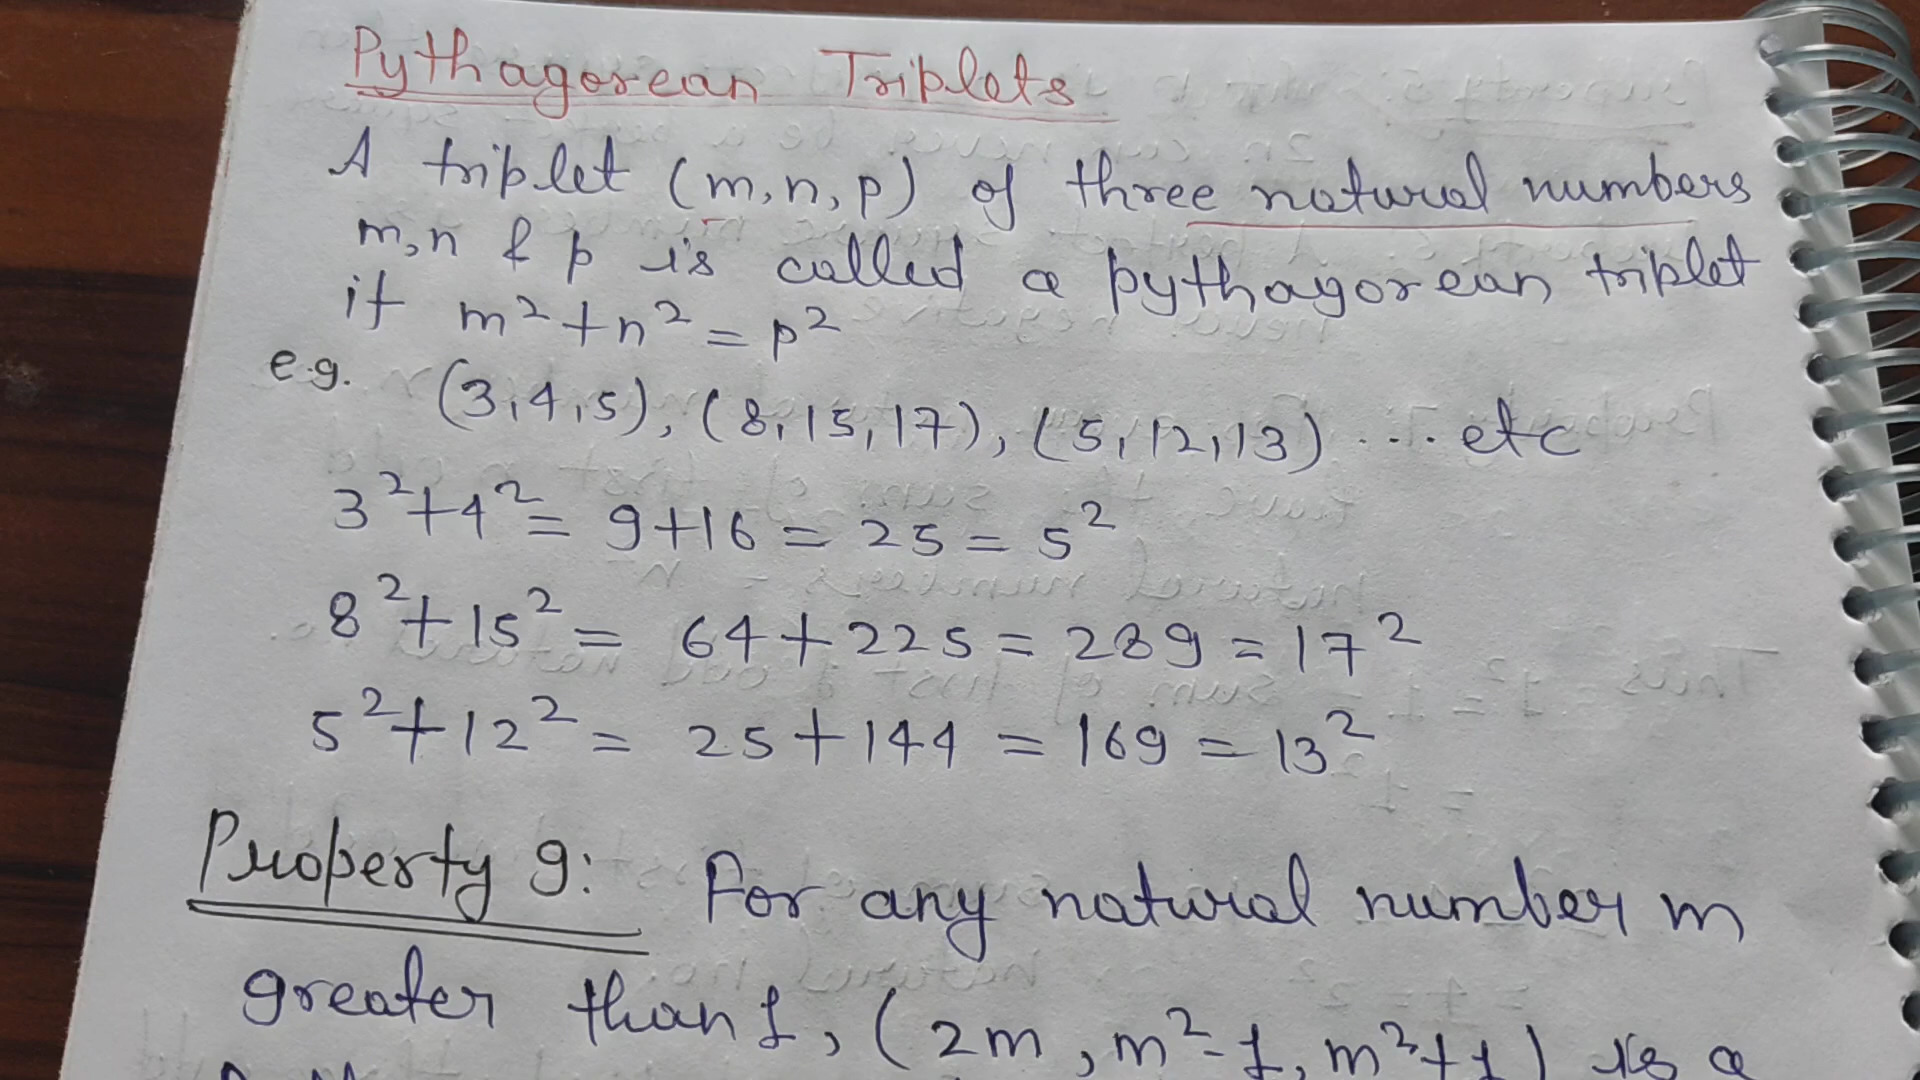 Pythagorean Triplets
A triplet (m,n,p) of three natural numbers
m,n & p is called a pythagorean triplet
if m²+n²=p²
e.g. (3,4,5), (8,15,17), (5,12,13) ... etc
3²+4²= 9+16 = 25 = 5²
8²+15² = 64+225 = 289 = 17²
5²+12² = 25+144 = 169 = 13²
Property 9: For any natural number m
greater than 1, (2m, m²-1, m²+1) is a